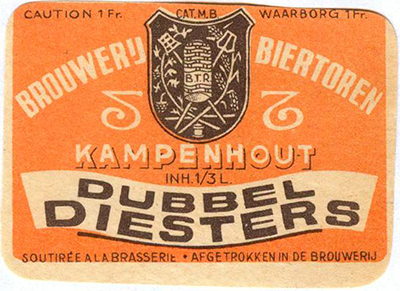 CAUTION 1 Fr. CAT. M.B WAARBORG 1 Fr.
BROUWERIJ BIERTOREN
B.T.R
KAMPENHOUT
INH. 1/3 L.
DUBBEL
DIESTERS
SOUTIRÉE A LA BRASSERIE • AFGETROKKEN IN DE BROUWERIJ